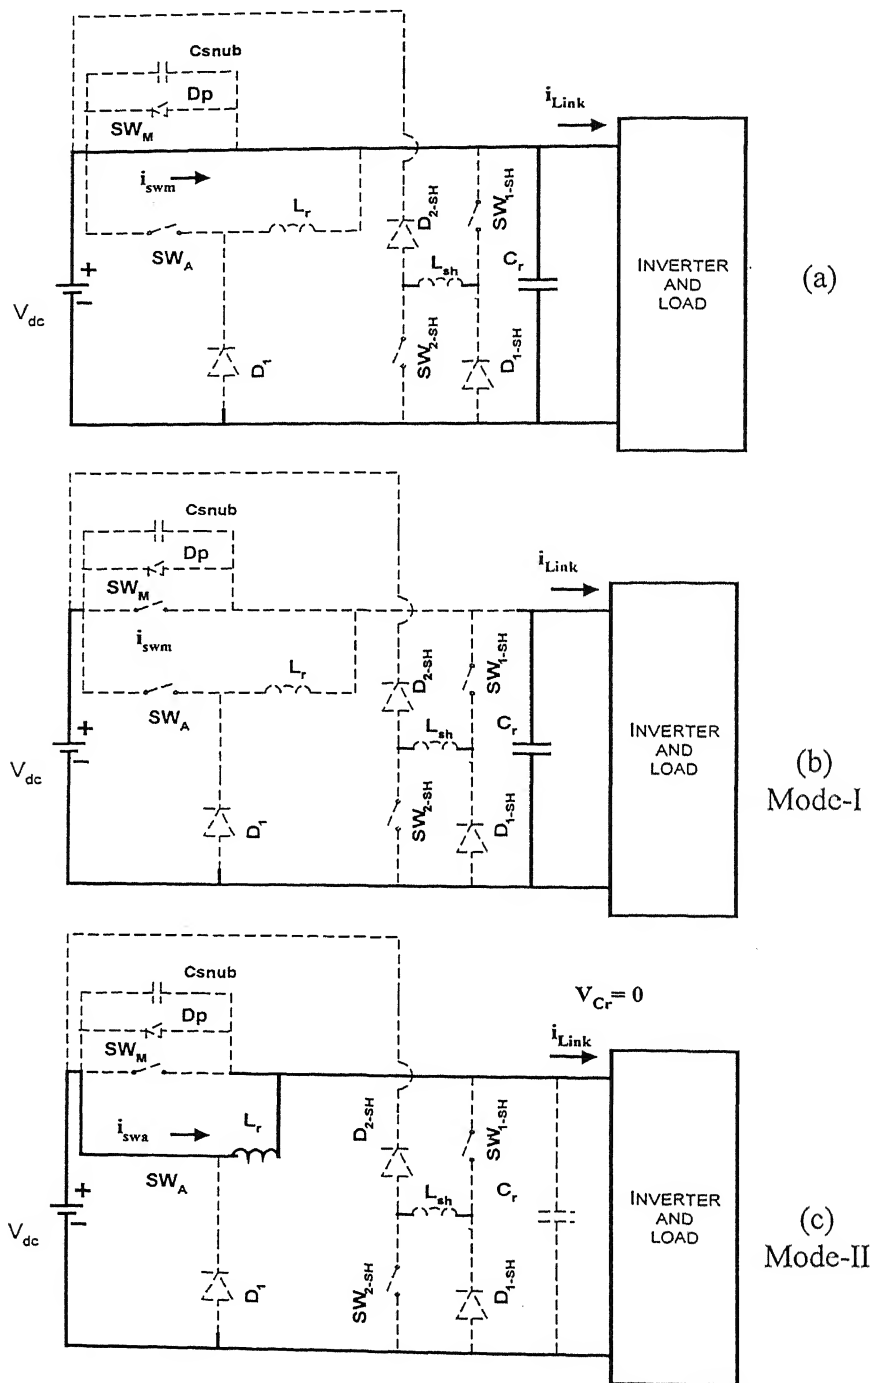 Csnub
Dp
SW_M
i_Link
i_swm
L_r
SW_A
D_2-SH
SW_1-SH
L_sh
C_r
INVERTER
AND
LOAD
(a)
+
−
V_dc
D_1
SW_2-SH
D_1-SH
Csnub
Dp
SW_M
i_Link
i_swm
L_r
SW_A
D_2-SH
SW_1-SH
L_sh
C_r
INVERTER
AND
LOAD
(b)
Mode-I
+
−
V_dc
D_1
SW_2-SH
D_1-SH
Csnub
V_Cr = 0
Dp
SW_M
i_Link
i_swa
L_r
SW_A
D_2-SH
SW_1-SH
L_sh
C_r
INVERTER
AND
LOAD
(c)
Mode-II
+
−
V_dc
D_1
SW_2-SH
D_1-SH